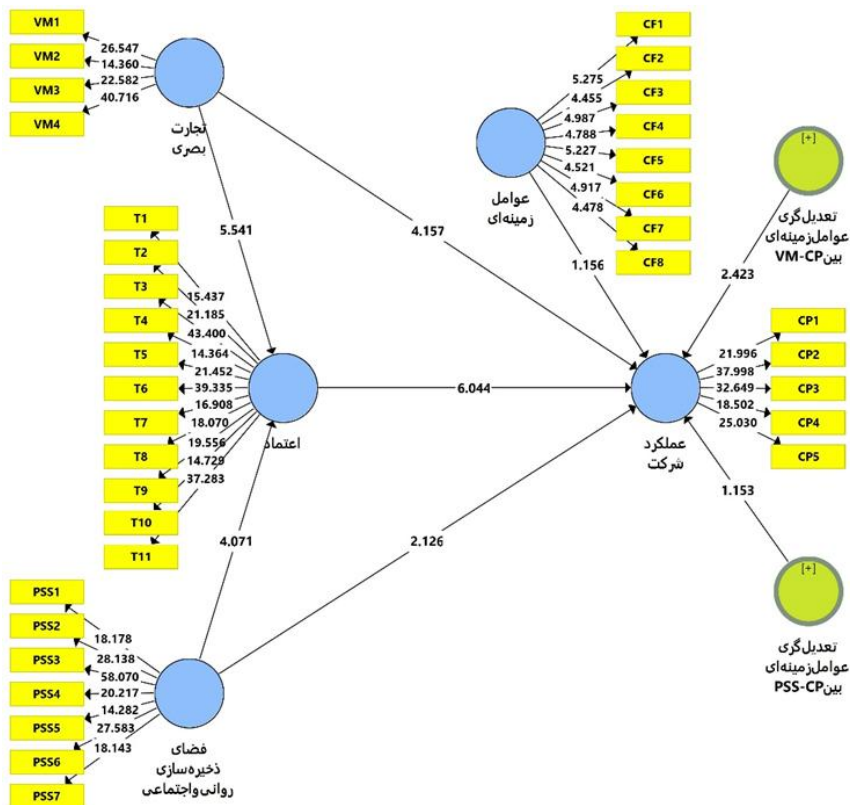 VM1
VM2
VM3
VM4
26.547
14.360
22.582
40.716
تجارت
بصری
CF1
CF2
CF3
CF4
CF5
CF6
CF7
CF8
5.275
4.455
4.987
4.788
5.227
4.521
4.917
4.478
عوامل
زمینه‌ای
[+]
تعدیل‌گری
عوامل‌زمینه‌ای
بینVM-CP
5.541
4.157
1.156
2.423
T1
T2
T3
T4
T5
T6
T7
T8
T9
T10
T11
15.437
21.185
43.400
14.364
21.452
39.335
16.908
18.070
19.556
14.729
37.283
اعتماد
6.044
عملکرد
شرکت
21.996
37.998
32.649
18.502
25.030
CP1
CP2
CP3
CP4
CP5
4.071
2.126
1.153
[+]
تعدیل‌گری
عوامل‌زمینه‌ای
بینPSS-CP
PSS1
PSS2
PSS3
PSS4
PSS5
PSS6
PSS7
18.178
28.138
58.070
20.217
14.282
27.583
18.143
فضای
ذخیره‌سازی
روانی‌واجتماعی